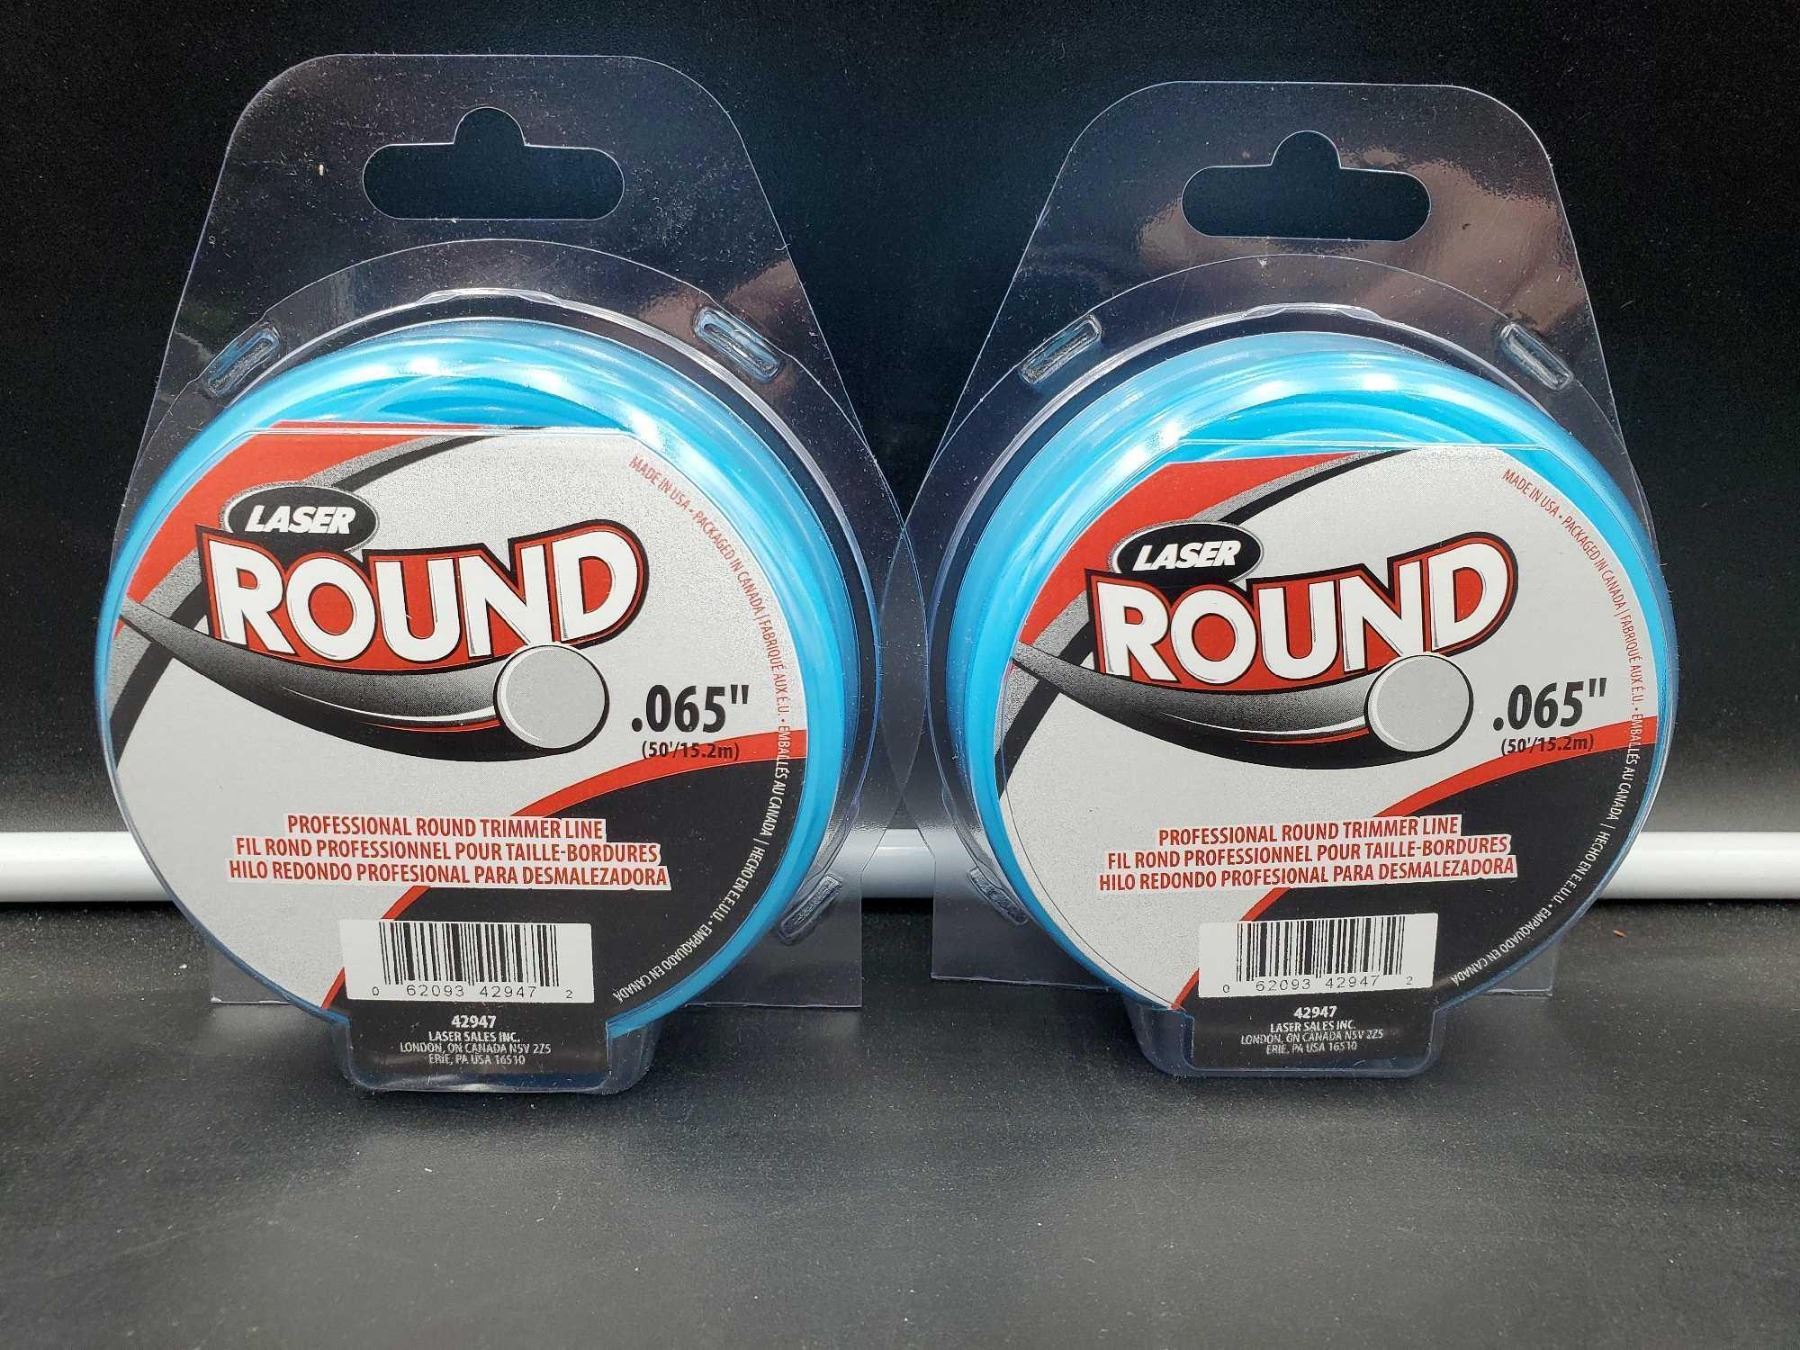 LASER
ROUND
.065"
(50'/15.2m)
MADE IN USA • PACKAGED IN CANADA | FABRIQUÉ AUX É.U. • EMBALLÉS AU CANADA | HECHO EN E.E.U.U. • EMPAQUADO EN CANADA
PROFESSIONAL ROUND TRIMMER LINE
FIL ROND PROFESSIONNEL POUR TAILLE-BORDURES
HILO REDONDO PROFESIONAL PARA DESMALEZADORA
0 62093 42947 2
42947
LASER SALES INC.
LONDON, ON CANADA N5V 2Z5
ERIE, PA USA 16510
LASER
ROUND
.065"
(50'/15.2m)
MADE IN USA • PACKAGED IN CANADA | FABRIQUÉ AUX É.U. • EMBALLÉS AU CANADA | HECHO EN E.E.U.U. • EMPAQUADO EN CANADA
PROFESSIONAL ROUND TRIMMER LINE
FIL ROND PROFESSIONNEL POUR TAILLE-BORDURES
HILO REDONDO PROFESIONAL PARA DESMALEZADORA
0 62093 42947 2
42947
LASER SALES INC.
LONDON, ON CANADA N5V 2Z5
ERIE, PA USA 16510